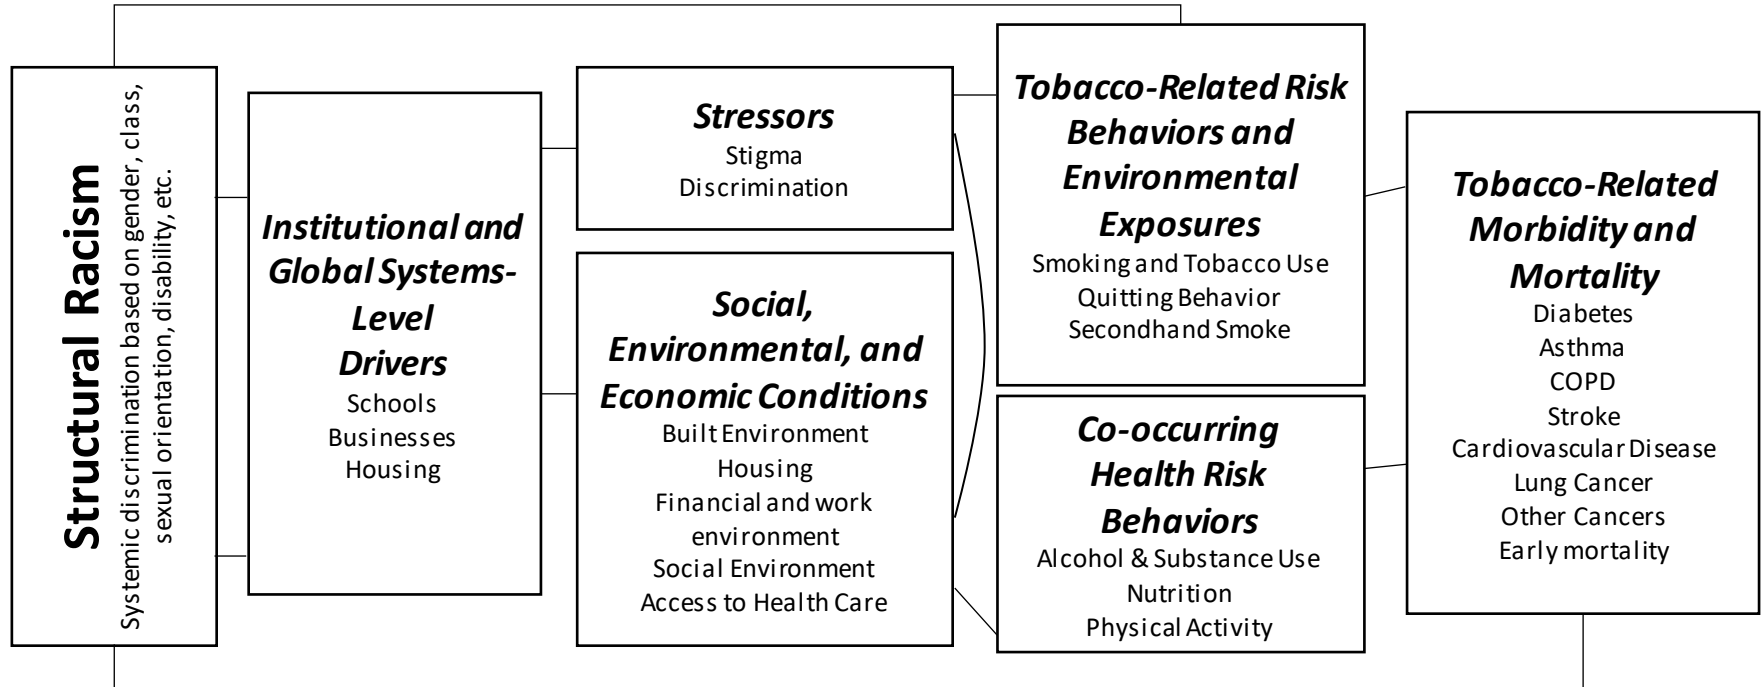 Structural Racism
Systemic discrimination based on gender, class,
sexual orientation, disability, etc.
Institutional and
Global Systems-
Level
Drivers
Schools
Businesses
Housing
Stressors
Stigma
Discrimination
Social,
Environmental, and
Economic Conditions
Built Environment
Housing
Financial and work
environment
Social Environment
Access to Health Care
Tobacco-Related Risk
Behaviors and
Environmental
Exposures
Smoking and Tobacco Use
Quitting Behavior
Secondhand Smoke
Co-occurring
Health Risk
Behaviors
Alcohol & Substance Use
Nutrition
Physical Activity
Tobacco-Related
Morbidity and
Mortality
Diabetes
Asthma
COPD
Stroke
Cardiovascular Disease
Lung Cancer
Other Cancers
Early mortality